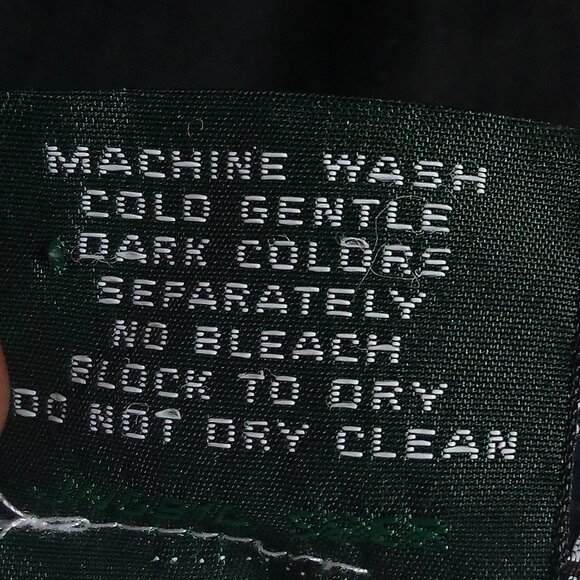 MACHINE WASH
COLD GENTLE
DARK COLORS
SEPARATELY
NO BLEACH
BLOCK TO DRY
DO NOT DRY CLEAN